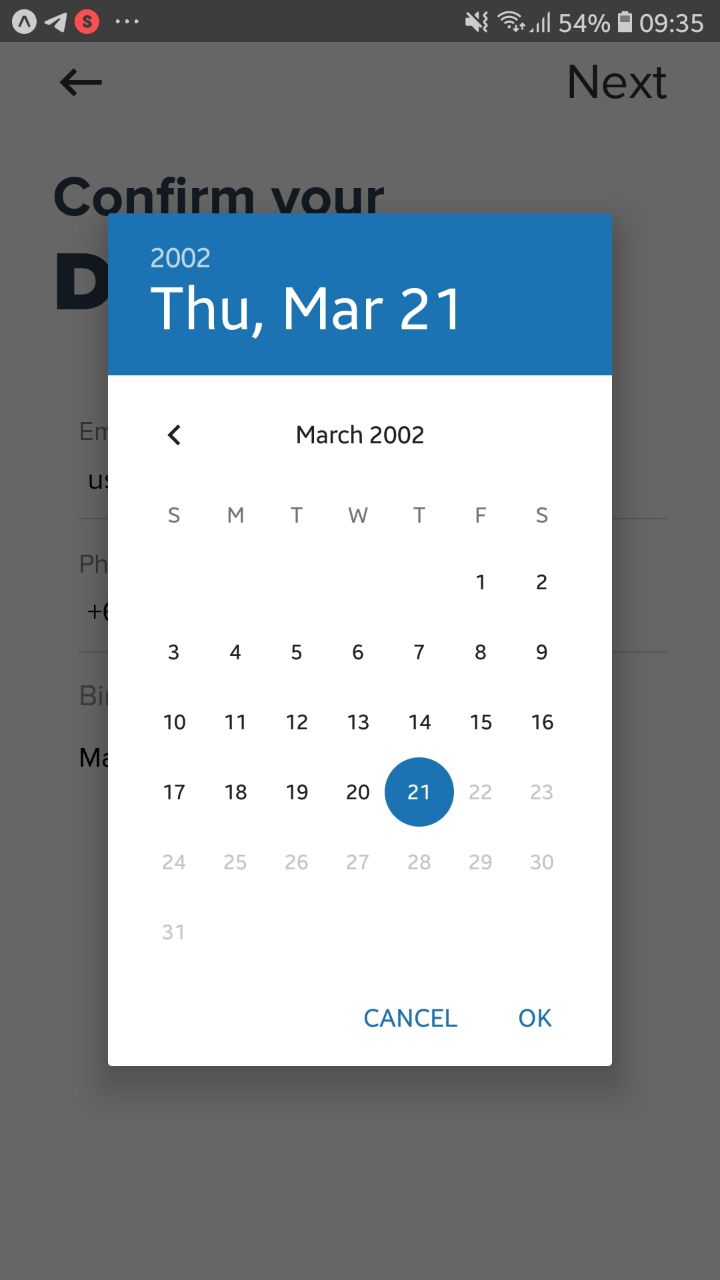 54% 09:35
Next
Confirm your
2002
Thu, Mar 21
March 2002
S M T W T F S
1 2
3 4 5 6 7 8 9
10 11 12 13 14 15 16
17 18 19 20 21 22 23
24 25 26 27 28 29 30
31
CANCEL OK